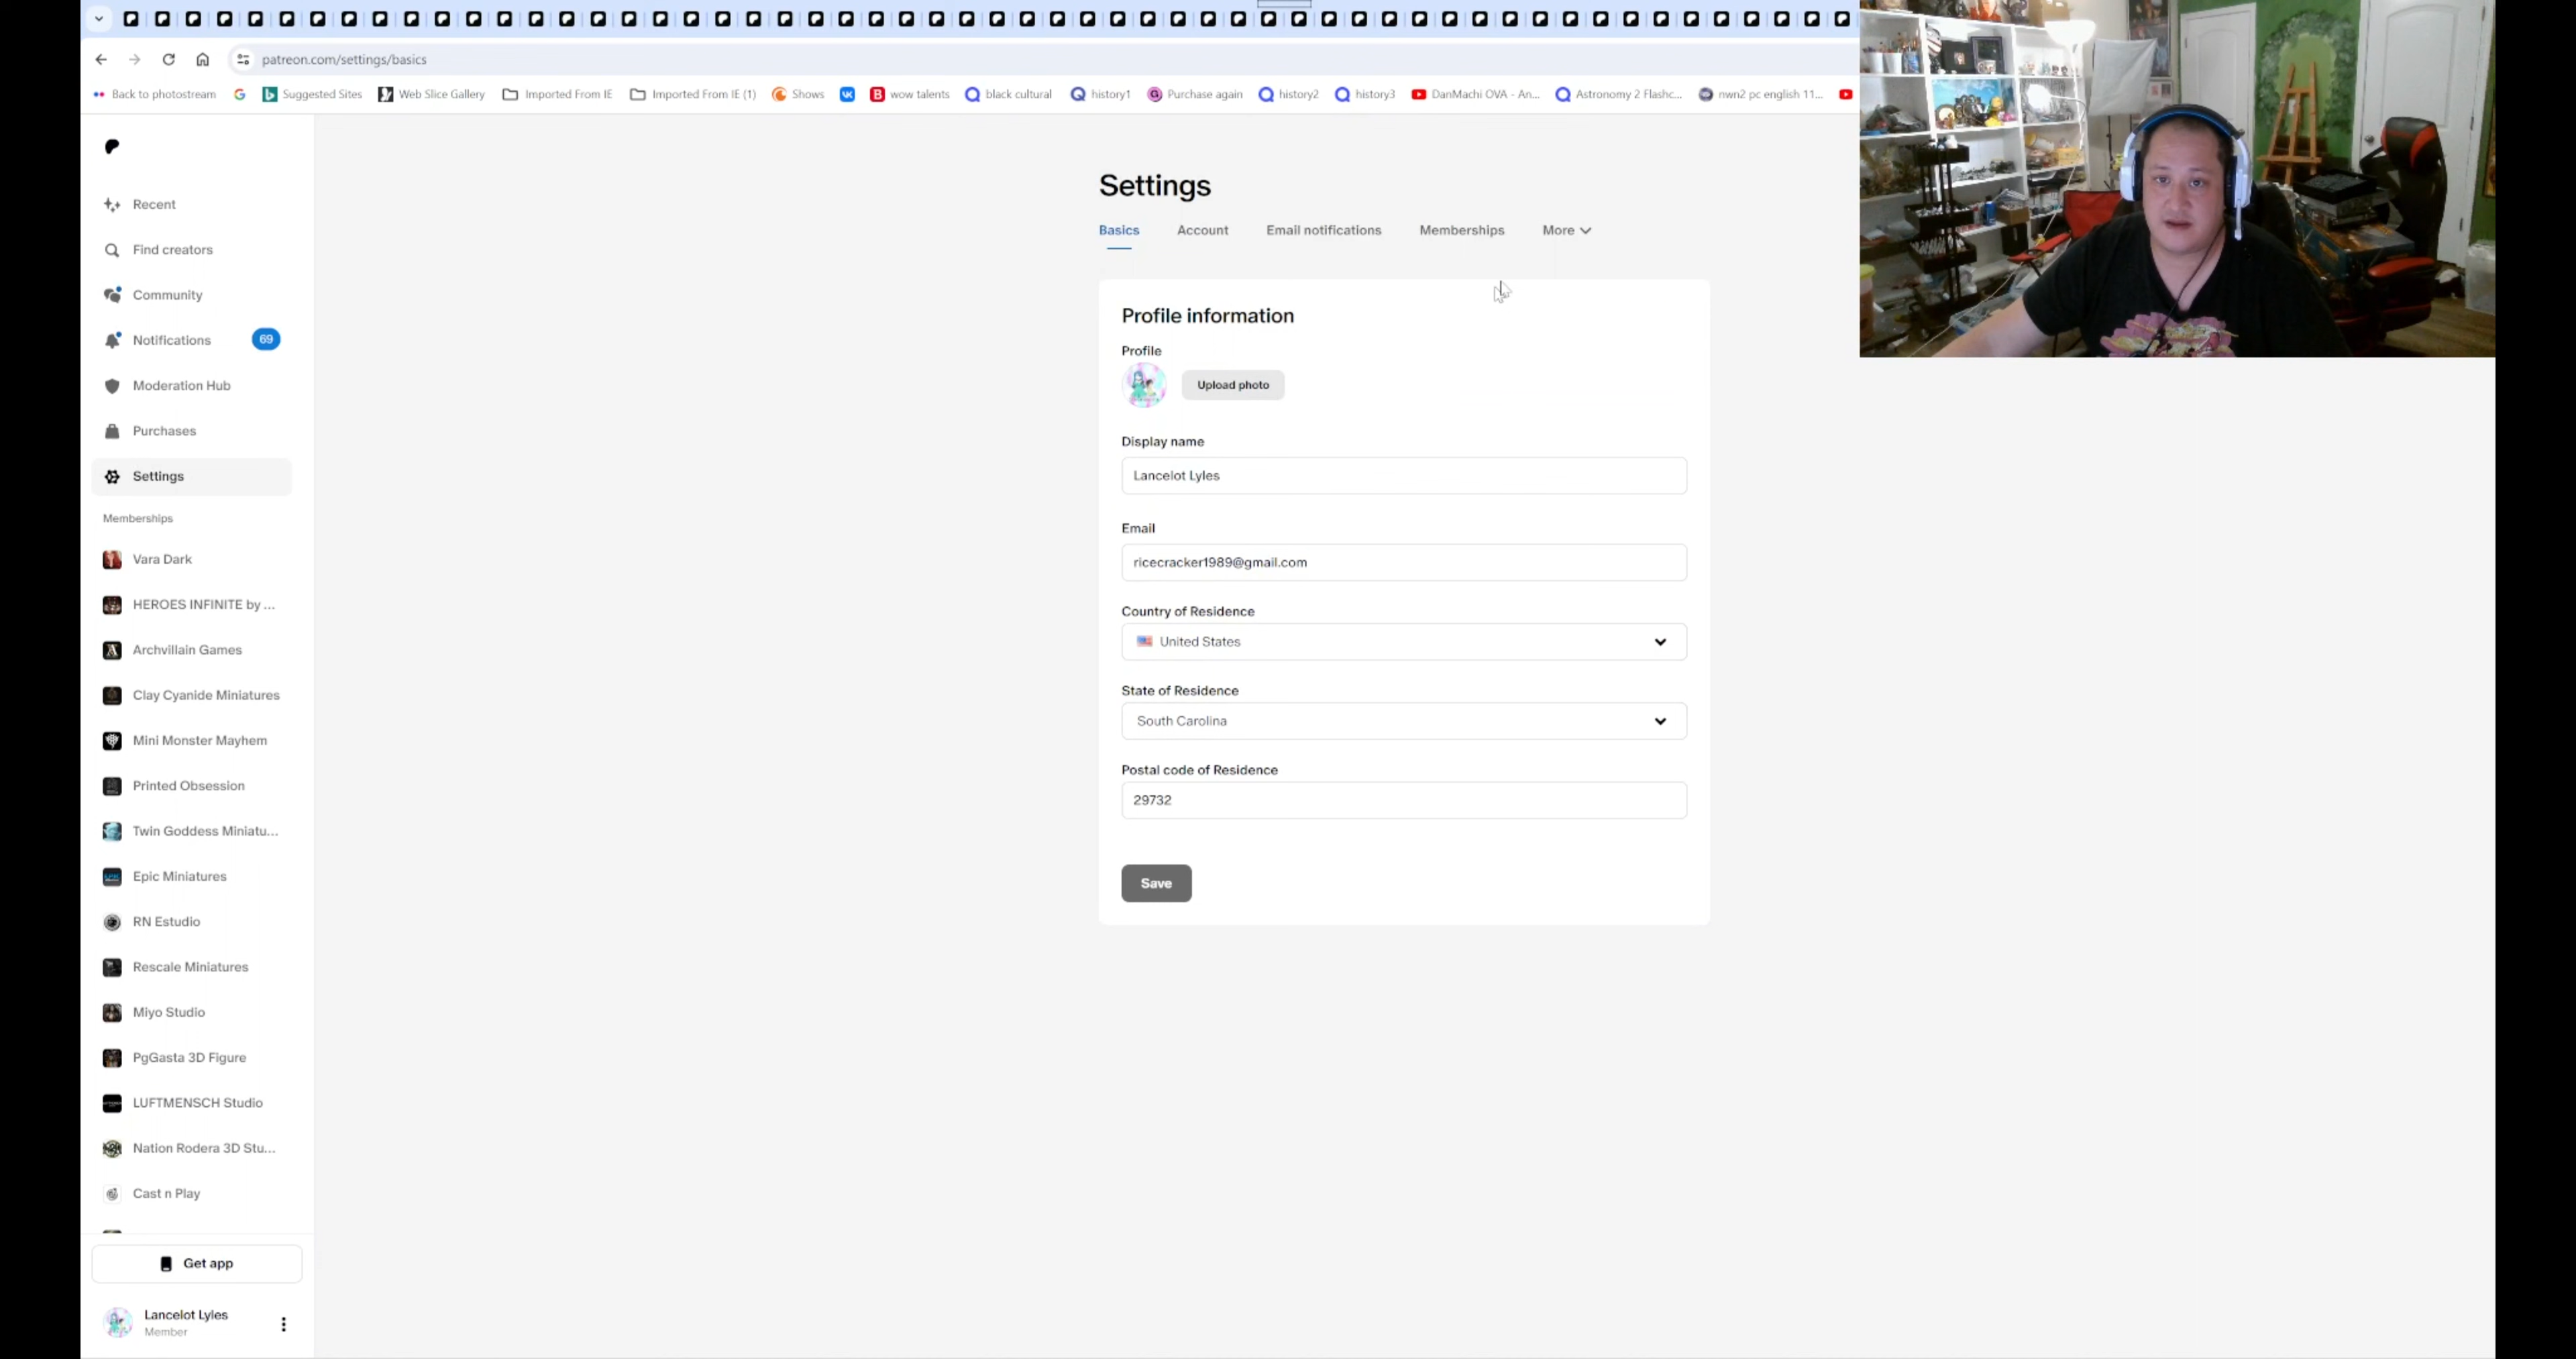 patreon.com/settings/basics
Back to photostream
Suggested Sites
Web Slice Gallery
Imported From IE
Imported From IE (1)
Shows
wow talents
black cultural
history1
Purchase again
history2
history3
DanMachi OVA - An...
Astronomy 2 Flashc...
nwn2 pc english 11...
Recent
Find creators
Community
Notifications 69
Moderation Hub
Purchases
Settings
Memberships
Vara Dark
HEROES INFINITE by ...
Archvillain Games
Clay Cyanide Miniatures
Mini Monster Mayhem
Printed Obsession
Twin Goddess Miniatu...
Epic Miniatures
RN Estudio
Rescale Miniatures
Miyo Studio
PgGasta 3D Figure
LUFTMENSCH Studio
Nation Rodera 3D Stu...
Cast n Play
Get app
Lancelot Lyles
Member
Settings
Basics Account Email notifications Memberships More
Profile information
Profile
Upload photo
Display name
Lancelot Lyles
Email
ricecracker1989@gmail.com
Country of Residence
United States
State of Residence
South Carolina
Postal code of Residence
29732
Save